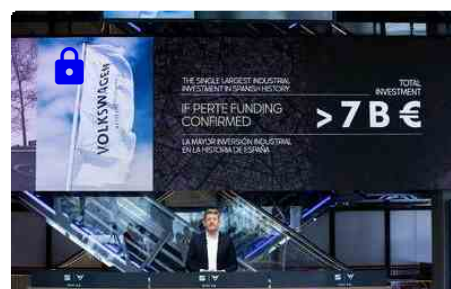 VOLKSWAGEN
THE SINGLE LARGEST INDUSTRIAL
INVESTMENT IN SPANISH HISTORY
IF PERTE FUNDING
CONFIRMED
LA MAYOR INVERSIÓN INDUSTRIAL
EN LA HISTORIA DE ESPAÑA
TOTAL
INVESTMENT
>7B€